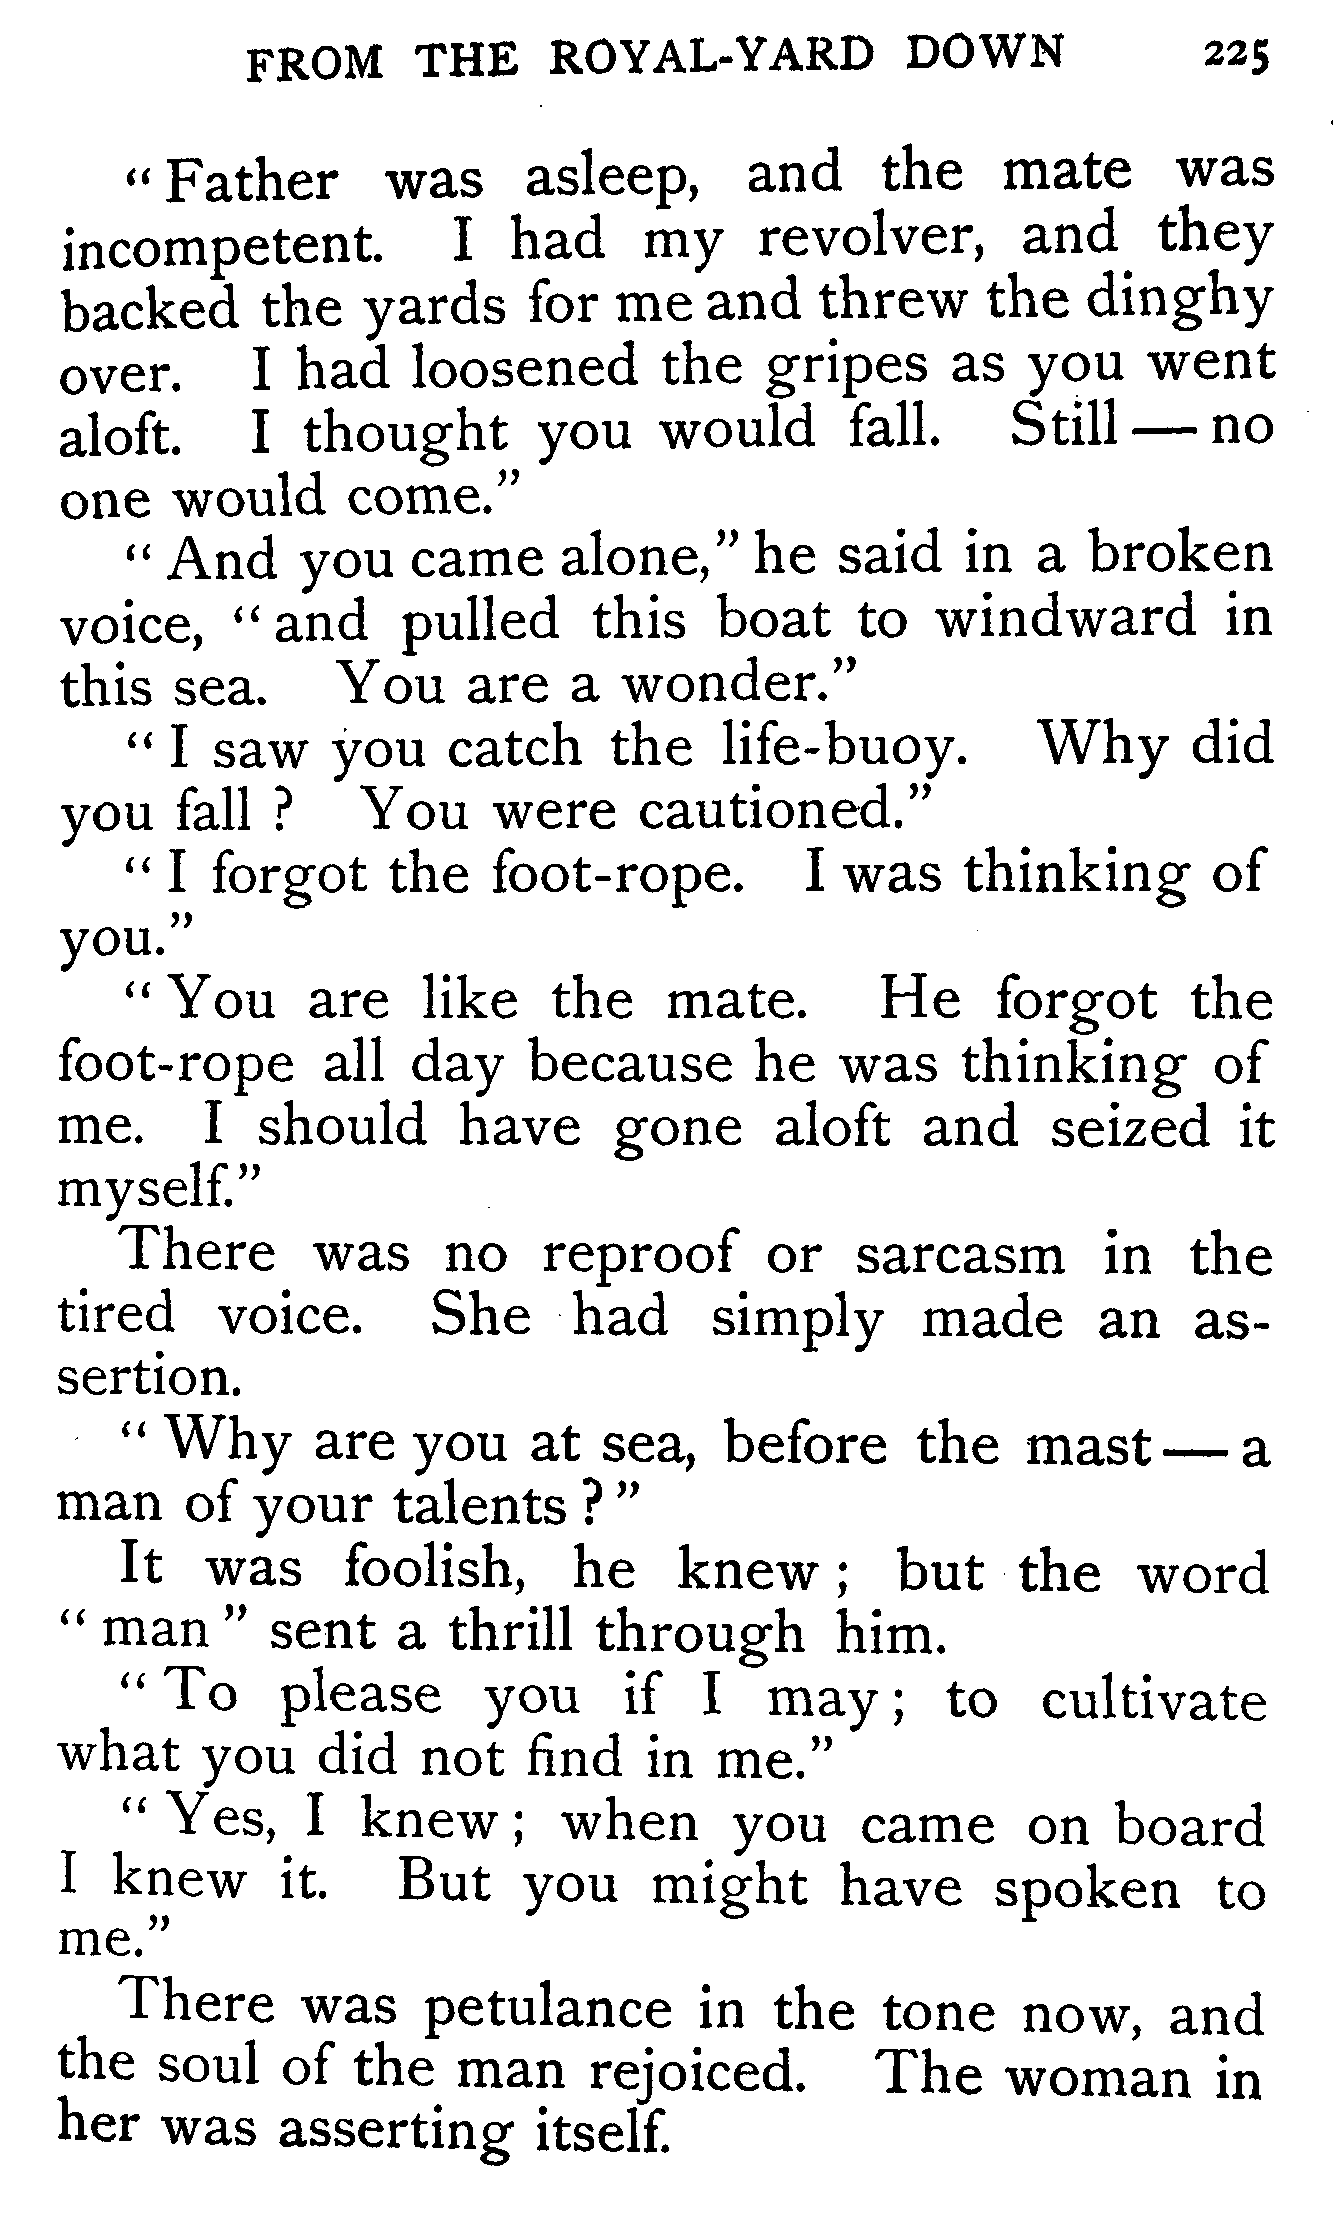 FROM THE ROYAL-YARD DOWN 225
"Father was asleep, and the mate was
incompetent. I had my revolver, and they
backed the yards for me and threw the dinghy
over. I had loosened the gripes as you went
aloft. I thought you would fall. Still — no
one would come."
"And you came alone," he said in a broken
voice, "and pulled this boat to windward in
this sea. You are a wonder."
"I saw you catch the life-buoy. Why did
you fall? You were cautioned."
"I forgot the foot-rope. I was thinking of
you."
"You are like the mate. He forgot the
foot-rope all day because he was thinking of
me. I should have gone aloft and seized it
myself."
There was no reproof or sarcasm in the
tired voice. She had simply made an as-
sertion.
"Why are you at sea, before the mast — a
man of your talents?"
It was foolish, he knew; but the word
"man" sent a thrill through him.
"To please you if I may; to cultivate
what you did not find in me."
"Yes, I knew; when you came on board
I knew it. But you might have spoken to
me."
There was petulance in the tone now, and
the soul of the man rejoiced. The woman in
her was asserting itself.